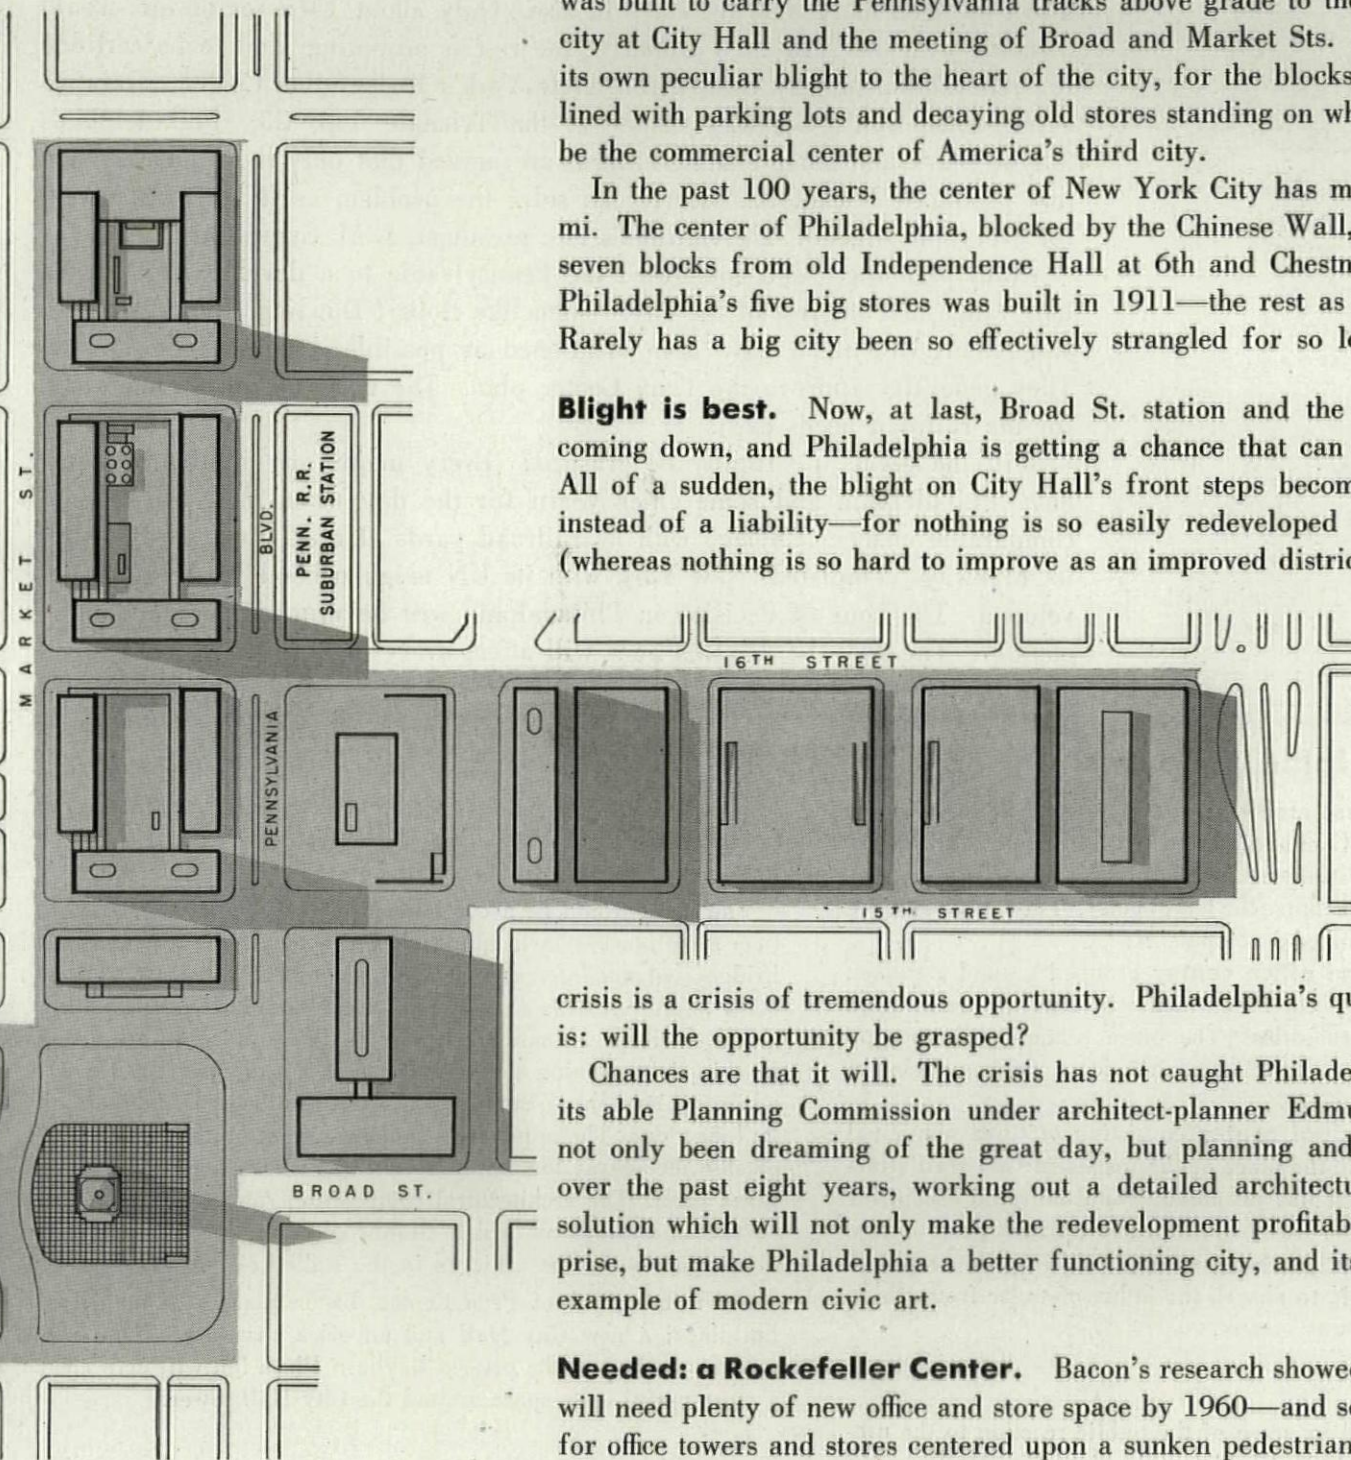 was built to carry the Pennsylvania tracks above grade to the
city at City Hall and the meeting of Broad and Market Sts.
its own peculiar blight to the heart of the city, for the blocks
lined with parking lots and decaying old stores standing on wh
be the commercial center of America's third city.
In the past 100 years, the center of New York City has m
mi. The center of Philadelphia, blocked by the Chinese Wall,
seven blocks from old Independence Hall at 6th and Chestn
Philadelphia's five big stores was built in 1911—the rest as
Rarely has a big city been so effectively strangled for so lo
Blight is best. Now, at last, Broad St. station and the
coming down, and Philadelphia is getting a chance that can
All of a sudden, the blight on City Hall's front steps becom
instead of a liability—for nothing is so easily redeveloped
(whereas nothing is so hard to improve as an improved distric
MARKET ST.
PENNSYLVANIA BLVD.
PENN. R.R.
SUBURBAN STATION
16TH STREET
15TH STREET
BROAD ST.
crisis is a crisis of tremendous opportunity. Philadelphia's qu
is: will the opportunity be grasped?
Chances are that it will. The crisis has not caught Philade
its able Planning Commission under architect-planner Edmu
not only been dreaming of the great day, but planning and
over the past eight years, working out a detailed architectu
solution which will not only make the redevelopment profitab
prise, but make Philadelphia a better functioning city, and its
example of modern civic art.
Needed: a Rockefeller Center. Bacon's research showe
will need plenty of new office and store space by 1960—and s
for office towers and stores centered upon a sunken pedestrian